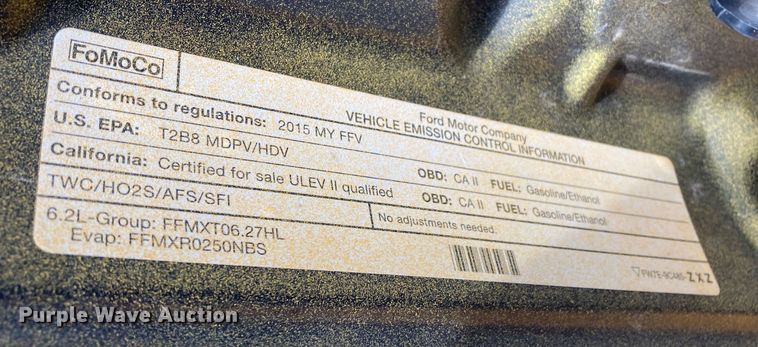 FoMoCo
Ford Motor Company
VEHICLE EMISSION CONTROL INFORMATION
Conforms to regulations: 2015 MY FFV
U.S. EPA: T2B8 MDPV/HDV OBD: CA II FUEL: Gasoline/Ethanol
California: Certified for sale ULEV II qualified OBD: CA II FUEL: Gasoline/Ethanol
TWC/HO2S/AFS/SFI
No adjustments needed.
6.2L-Group: FFMXT06.27HL
Evap: FFMXR0250NBS
ZXZ
Purple Wave Auction